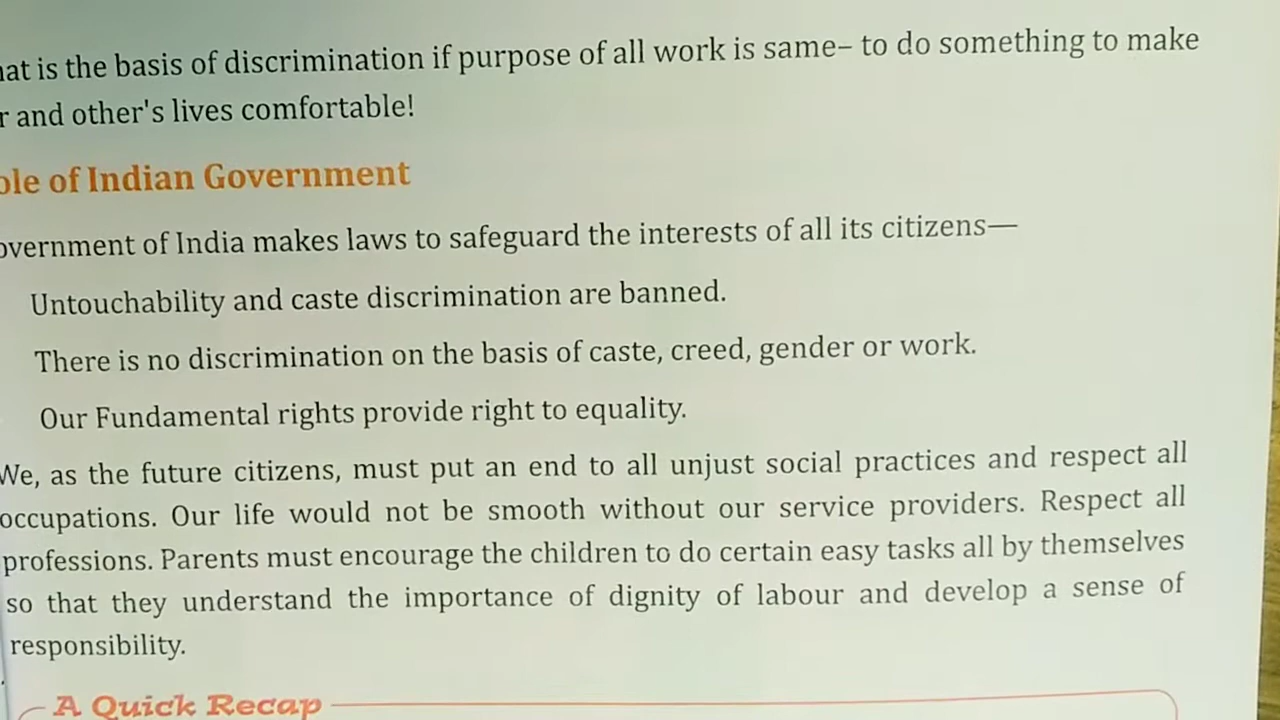 hat is the basis of discrimination if purpose of all work is same– to do something to make
r and other's lives comfortable!
ole of Indian Government
overnment of India makes laws to safeguard the interests of all its citizens—
Untouchability and caste discrimination are banned.
There is no discrimination on the basis of caste, creed, gender or work.
Our Fundamental rights provide right to equality.
We, as the future citizens, must put an end to all unjust social practices and respect all
occupations. Our life would not be smooth without our service providers. Respect all
professions. Parents must encourage the children to do certain easy tasks all by themselves
so that they understand the importance of dignity of labour and develop a sense of
responsibility.
A Quick Recap